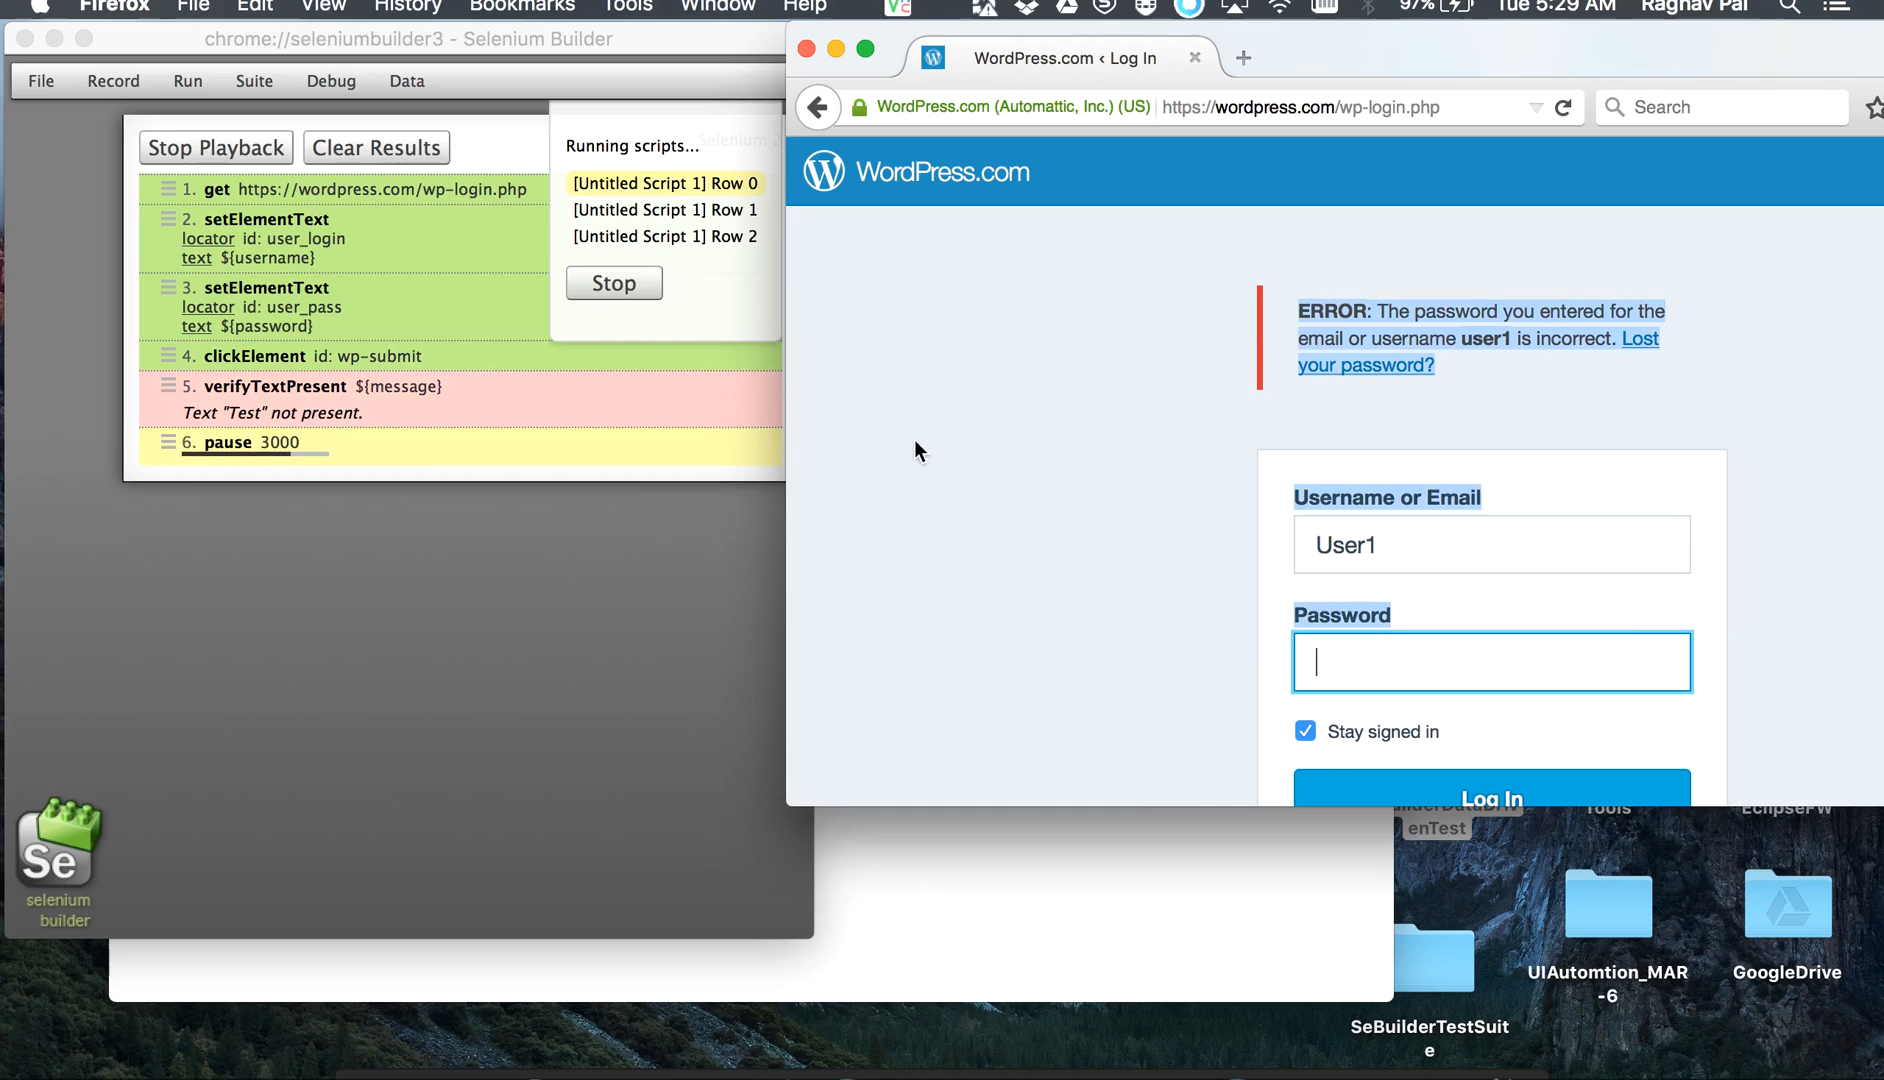 Firefox File Edit View History Bookmarks Tools Window Help
97% Tue 5:29 AM Raghav Pal
chrome://seleniumbuilder3 - Selenium Builder
File Record Run Suite Debug Data
Stop Playback Clear Results
1. get https://wordpress.com/wp-login.php
2. setElementText
locator id: user_login
text ${username}
3. setElementText
locator id: user_pass
text ${password}
4. clickElement id: wp-submit
5. verifyTextPresent ${message}
Text "Test" not present.
6. pause 3000
Selenium 2
Running scripts...
[Untitled Script 1] Row 0
[Untitled Script 1] Row 1
[Untitled Script 1] Row 2
Stop
Se
selenium
builder
WordPress.com ‹ Log In
WordPress.com (Automattic, Inc.) (US) https://wordpress.com/wp-login.php
Search
WordPress.com
ERROR: The password you entered for the
email or username user1 is incorrect. Lost
your password?
Username or Email
User1
Password
Stay signed in
Log In
enTest
Tools
EclipseFW
UIAutomtion_MAR
-6
GoogleDrive
SeBuilderTestSuit
e